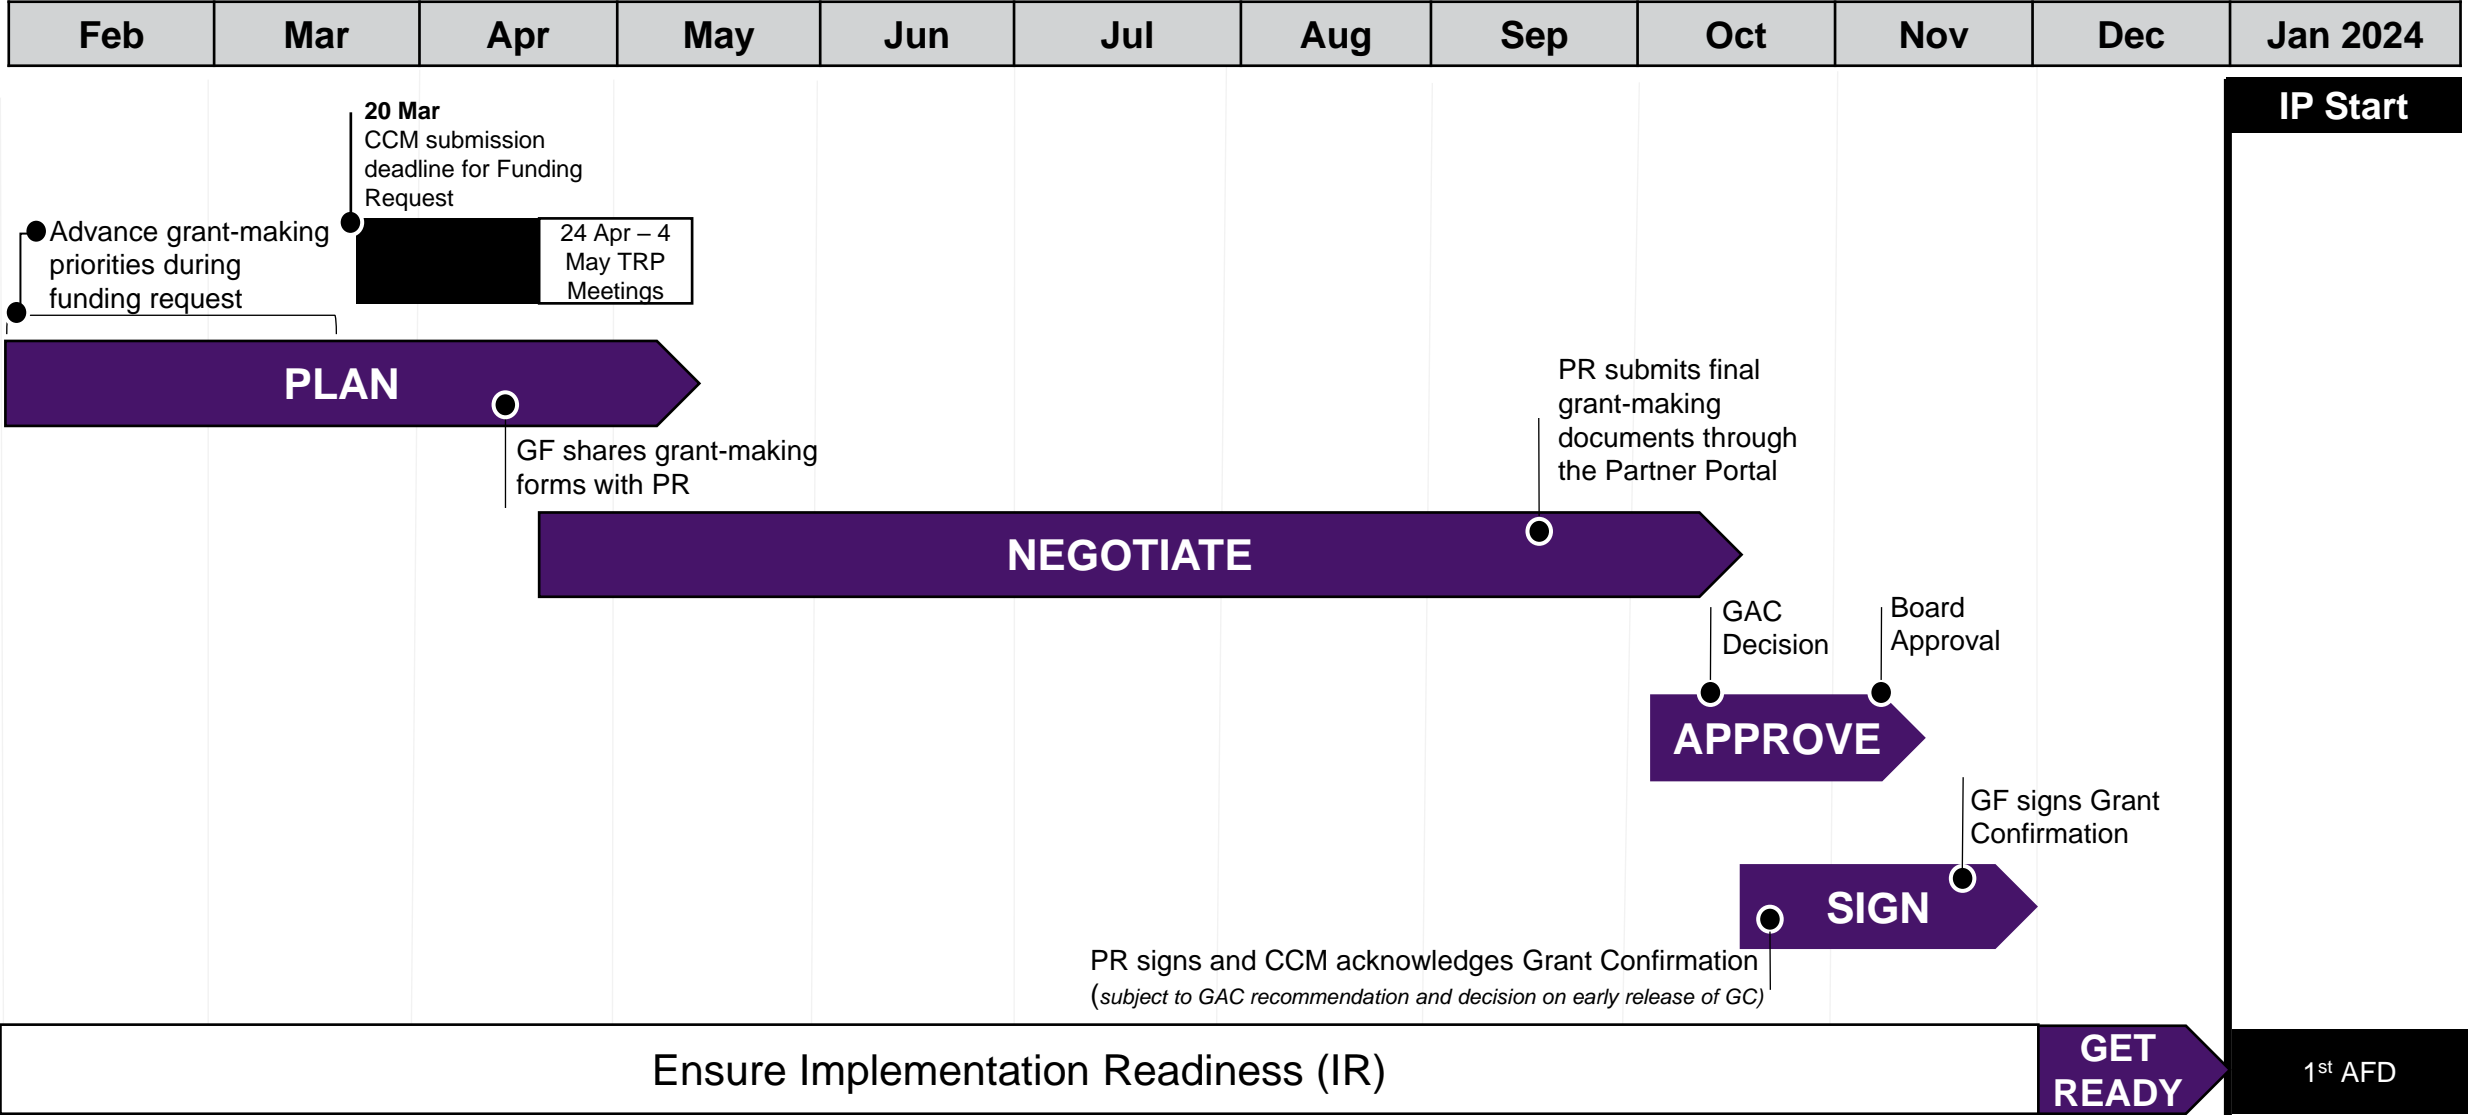 Feb Mar Apr May Jun Jul Aug Sep Oct Nov Dec Jan 2024
IP Start
20 Mar
CCM submission
deadline for Funding
Request
Advance grant-making
priorities during
funding request
24 Apr – 4
May TRP
Meetings
PLAN
GF shares grant-making
forms with PR
PR submits final
grant-making
documents through
the Partner Portal
NEGOTIATE
GAC
Decision
Board
Approval
APPROVE
GF signs Grant
Confirmation
SIGN
PR signs and CCM acknowledges Grant Confirmation
(subject to GAC recommendation and decision on early release of GC)
Ensure Implementation Readiness (IR)
GET
READY
1st AFD